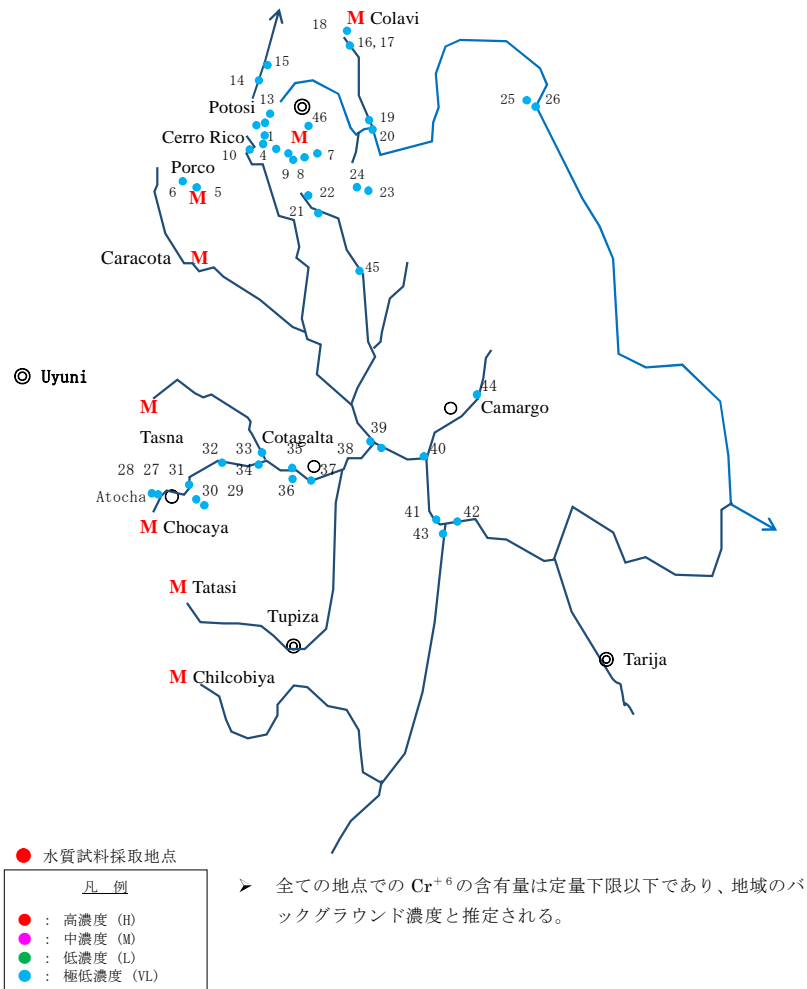 18 M Colavi
16, 17
15
14
Potosi 13
46
19
25 26
Cerro Rico 1 M
20
10 4 7
9 8
Porco
24
6 5
M
23
22
21
Caracota M
45
Uyuni
M
44
Camargo
Tasna
39
Cotagalta
32 33 35 38 40
28 27 31 34 37
Atocha 30 29 36
M Chocaya
41 42
43
M Tatasi
Tupiza
Tarija
M Chilcobiya
水質試料採取地点
凡 例
: 高濃度 (H)
: 中濃度 (M)
: 低濃度 (L)
: 極低濃度 (VL)
➢ 全ての地点での Cr⁺⁶の含有量は定量下限以下であり、地域のバ
ックグラウンド濃度と推定される。